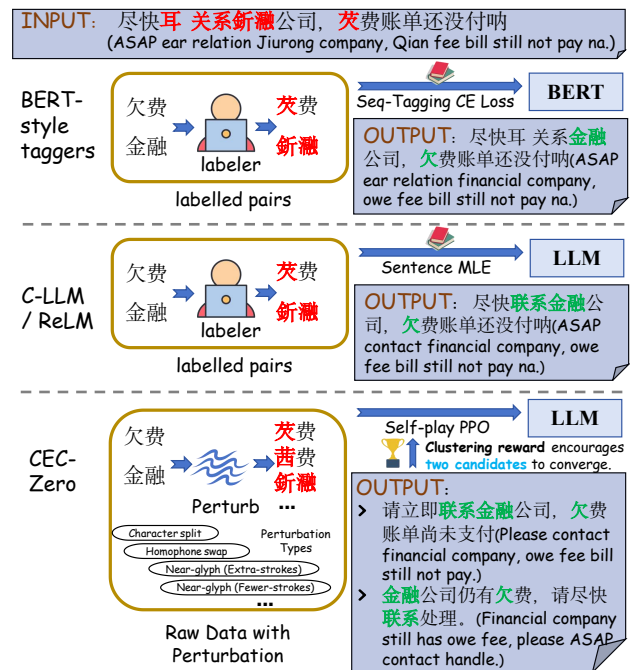 INPUT: 尽快耳 关系釿瀜公司，芡费账单还没付呐
(ASAP ear relation Jiurong company, Qian fee bill still not pay na.)
BERT-
style
taggers
欠费
金融
labeler
芡费
釿瀜
labelled pairs
Seq-Tagging CE Loss
BERT
OUTPUT: 尽快耳 关系金融
公司，欠费账单还没付呐(ASAP
ear relation financial company,
owe fee bill still not pay na.)
C-LLM
/ ReLM
欠费
金融
labeler
芡费
釿瀜
labelled pairs
Sentence MLE
LLM
OUTPUT: 尽快联系金融公
司，欠费账单还没付呐(ASAP
contact financial company, owe
fee bill still not pay na.)
CEC-
Zero
欠费
金融
Perturb
芡费
茜费
釿瀜
...
Character split
Homophone swap
Near-glyph (Extra-strokes)
Near-glyph (Fewer-strokes)
...
Perturbation
Types
Raw Data with
Perturbation
Self-play PPO
LLM
Clustering reward encourages
two candidates to converge.
OUTPUT:
> 请立即联系金融公司，欠费
账单尚未支付(Please contact
financial company, owe fee bill
still not pay.)
> 金融公司仍有欠费，请尽快
联系处理。(Financial company
still has owe fee, please ASAP
contact handle.)